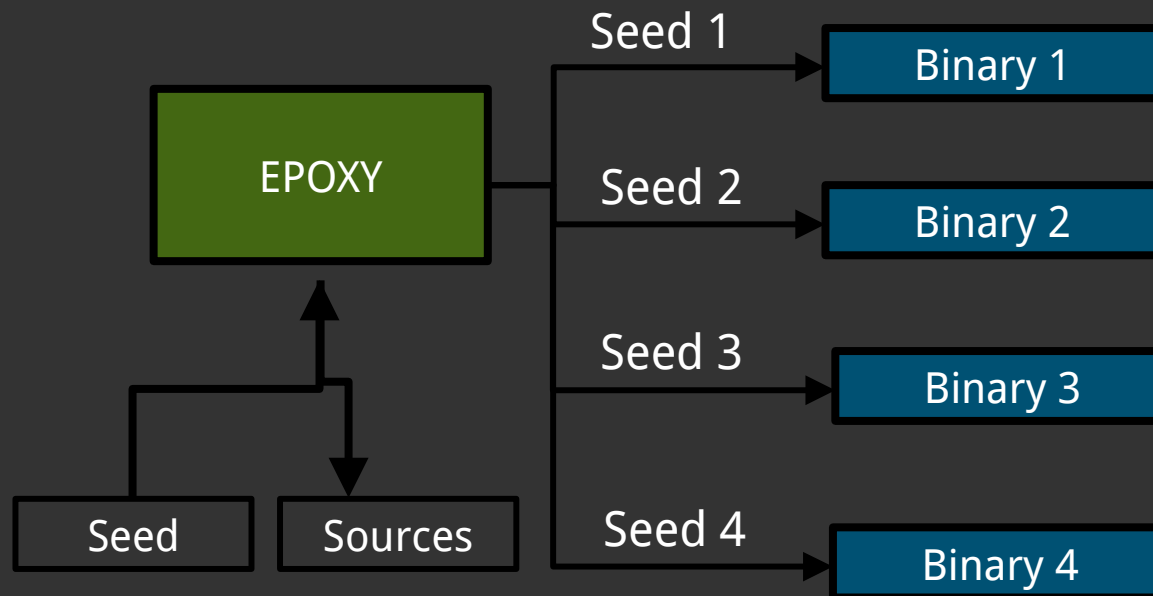 EPOXY
Seed
Sources
Seed 1
Binary 1
Seed 2
Binary 2
Seed 3
Binary 3
Seed 4
Binary 4